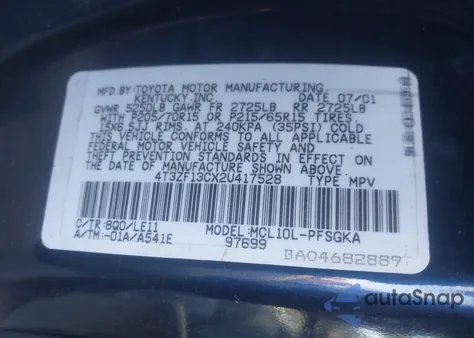 MFD.BY:TOYOTA MOTOR MANUFACTURING,
KENTUCKY,INC. DATE 07/01
GVWR 5250LB GAWR FR 2725LB RR 2725LB
WITH P205/70R15 or P215/65R15 TIRES,
15X6.5JJ RIMS, AT 240KPA (35PSI) COLD
THIS VEHICLE CONFORMS TO ALL APPLICABLE
FEDERAL MOTOR VEHICLE SAFETY AND
THEFT PREVENTION STANDARDS IN EFFECT ON
THE DATE OF MANUFACTURE SHOWN ABOVE.
4T3ZF13CX2U417528 TYPE MPV
C/TR:8Q0/LE11 MODEL:MCL10L-PFSGKA
A/TM:-01A/A541E 97699
BA04682889
autoSnap